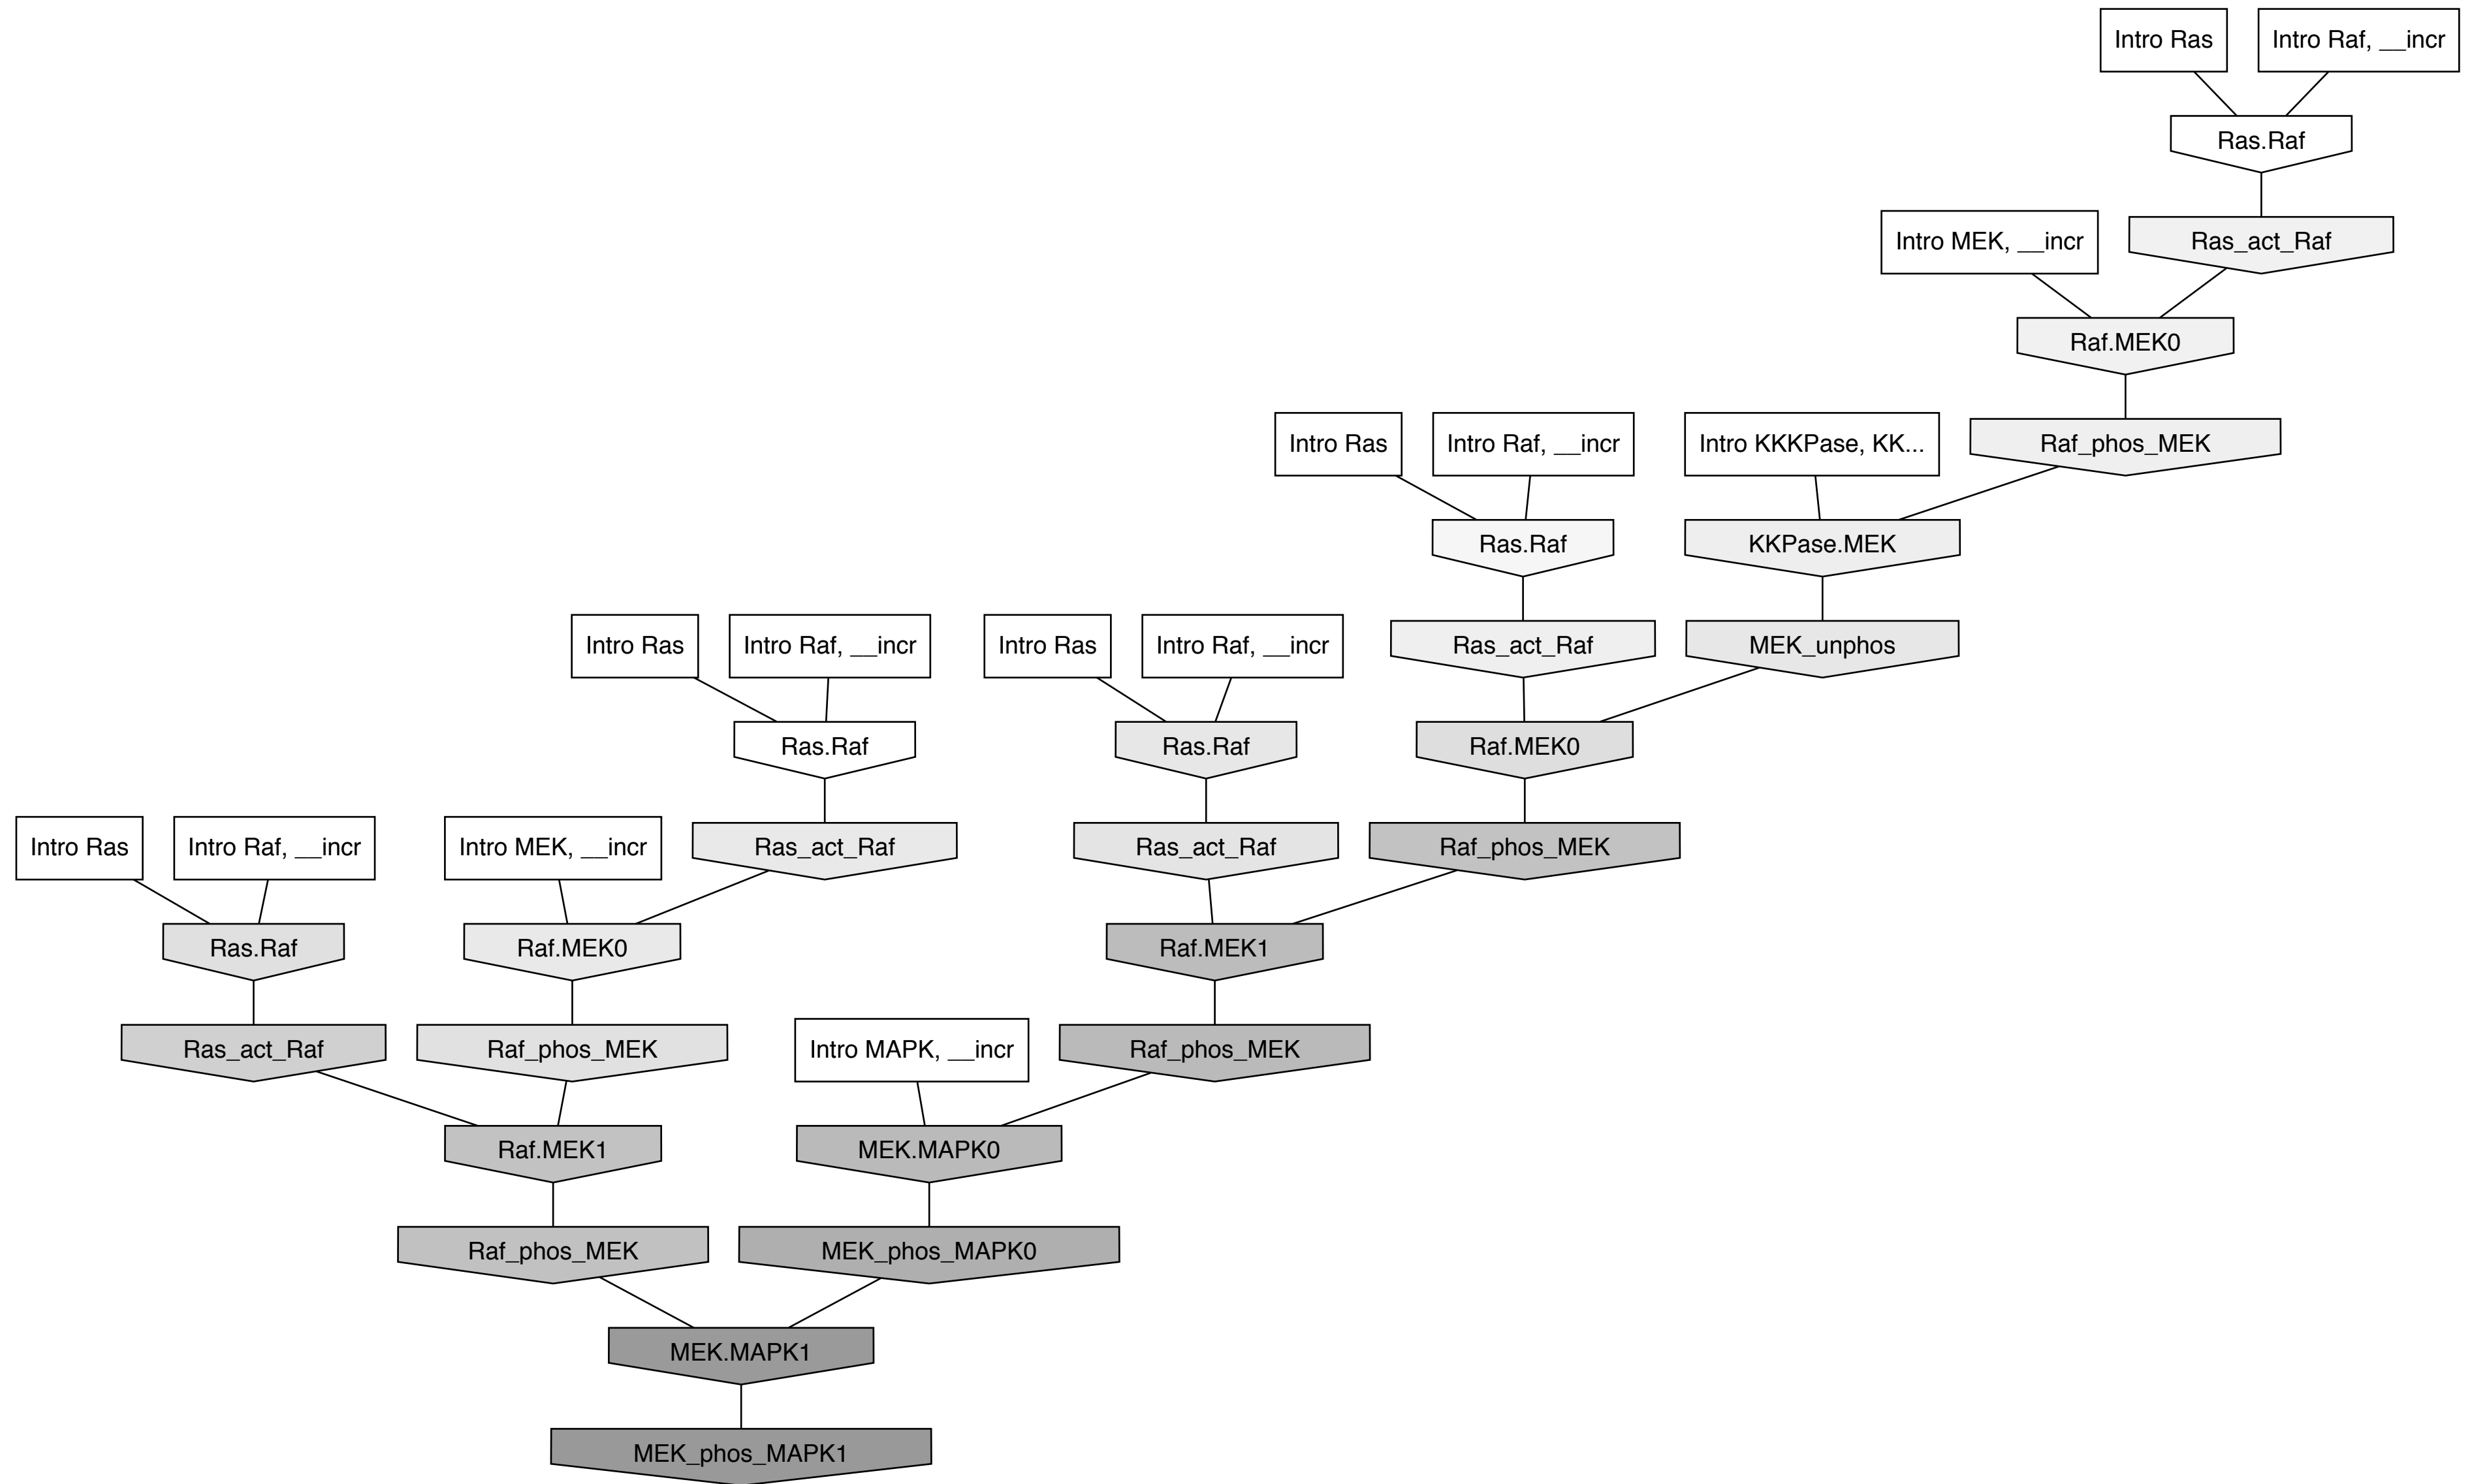 Intro Ras
Intro Raf, __incr
Ras.Raf
Intro MEK, __incr
Ras_act_Raf
Raf.MEK0
Intro Ras
Intro Raf, __incr
Intro KKKPase, KK...
Raf_phos_MEK
Ras.Raf
KKPase.MEK
Intro Ras
Intro Raf, __incr
Intro Ras
Intro Raf, __incr
Ras_act_Raf
MEK_unphos
Ras.Raf
Ras.Raf
Raf.MEK0
Intro Ras
Intro Raf, __incr
Intro MEK, __incr
Ras_act_Raf
Ras_act_Raf
Raf_phos_MEK
Ras.Raf
Raf.MEK0
Raf.MEK1
Ras_act_Raf
Raf_phos_MEK
Intro MAPK, __incr
Raf_phos_MEK
Raf.MEK1
MEK.MAPK0
Raf_phos_MEK
MEK_phos_MAPK0
MEK.MAPK1
MEK_phos_MAPK1